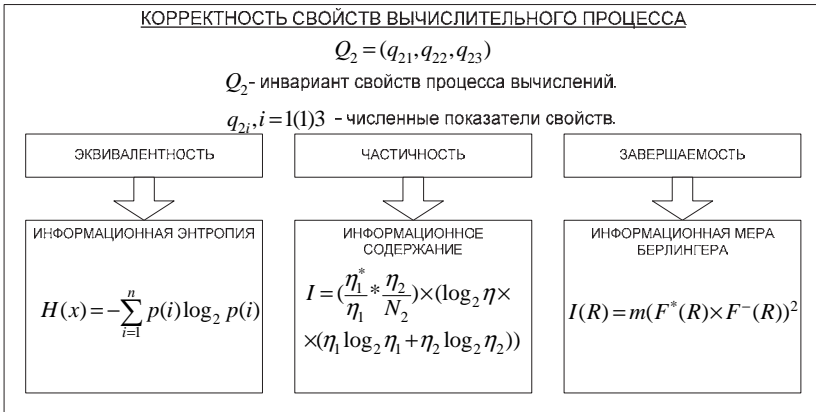 КОРРЕКТНОСТЬ СВОЙСТВ ВЫЧИСЛИТЕЛЬНОГО ПРОЦЕССА
Q₂ = (q₂₁, q₂₂, q₂₃)
Q₂- инвариант свойств процесса вычислений.
q₂ᵢ, i = 1(1)3 - численные показатели свойств.
ЭКВИВАЛЕНТНОСТЬ
ЧАСТИЧНОСТЬ
ЗАВЕРШАЕМОСТЬ
ИНФОРМАЦИОННАЯ ЭНТРОПИЯ
H(x) = −∑ᵢ₌₁ⁿ p(i) log₂ p(i)
ИНФОРМАЦИОННОЕ
СОДЕРЖАНИЕ
I = (η₁*/η₁ * η₂/N₂) × (log₂ η ×
× (η₁ log₂ η₁ + η₂ log₂ η₂))
ИНФОРМАЦИОННАЯ МЕРА
БЕРЛИНГЕРА
I(R) = m(F*(R) × F⁻(R))²